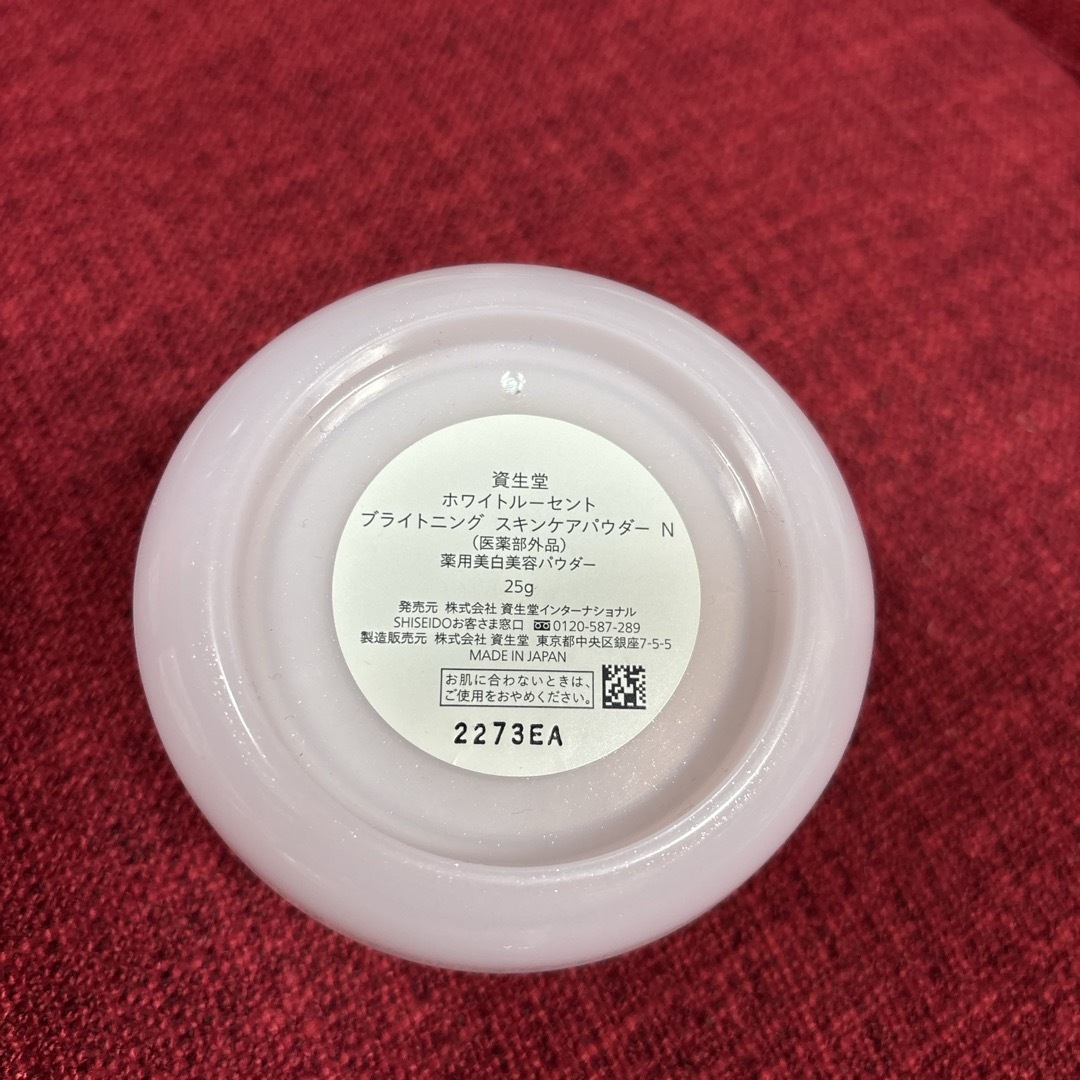 資生堂
ホワイトルーセント
ブライトニング スキンケアパウダー N
(医薬部外品)
薬用美白美容パウダー
25g
発売元 株式会社 資生堂インターナショナル
SHISEIDOお客さま窓口 0120-587-289
製造販売元 株式会社 資生堂 東京都中央区銀座7-5-5
MADE IN JAPAN
お肌に合わないときは、
ご使用をおやめください。
2273EA